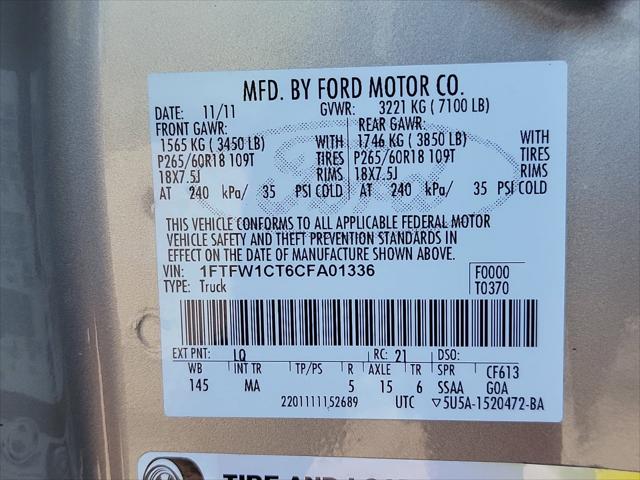 MFD. BY FORD MOTOR CO.
DATE: 11/11 GVWR: 3221 KG ( 7100 LB)
FRONT GAWR: REAR GAWR:
1565 KG ( 3450 LB) WITH 1746 KG ( 3850 LB) WITH
P265/60R18 109T TIRES P265/60R18 109T TIRES
18X7.5J RIMS 18X7.5J RIMS
AT 240 kPa/ 35 PSI COLD AT 240 kPa/ 35 PSI COLD
THIS VEHICLE CONFORMS TO ALL APPLICABLE FEDERAL MOTOR
VEHICLE SAFETY AND THEFT PREVENTION STANDARDS IN
EFFECT ON THE DATE OF MANUFACTURE SHOWN ABOVE.
VIN: 1FTFW1CT6CFA01336 F0000
TYPE: Truck T0370
EXT PNT: LQ RC: 21 DSO:
WB INT TR TP/PS R AXLE TR SPR CF613
145 MA 5 15 6 SSAA GOA
2201111152689 UTC ▽5U5A-1520472-BA